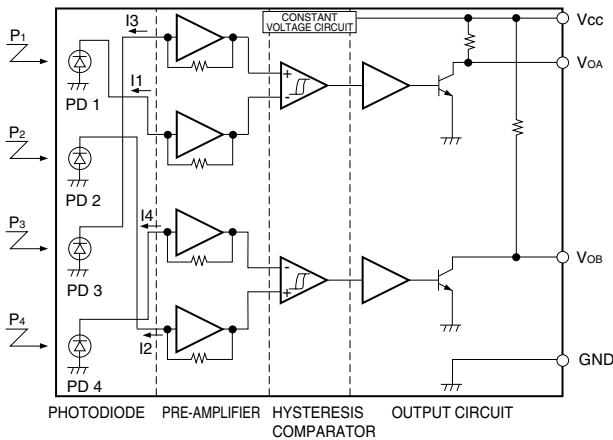 CONSTANT
VOLTAGE CIRCUIT
Vcc
VOA
VOB
GND
P1
P2
P3
P4
PD 1
PD 2
PD 3
PD 4
I3
I1
I4
I2
+
-
-
+
PHOTODIODE
PRE-AMPLIFIER
HYSTERESIS
COMPARATOR
OUTPUT CIRCUIT